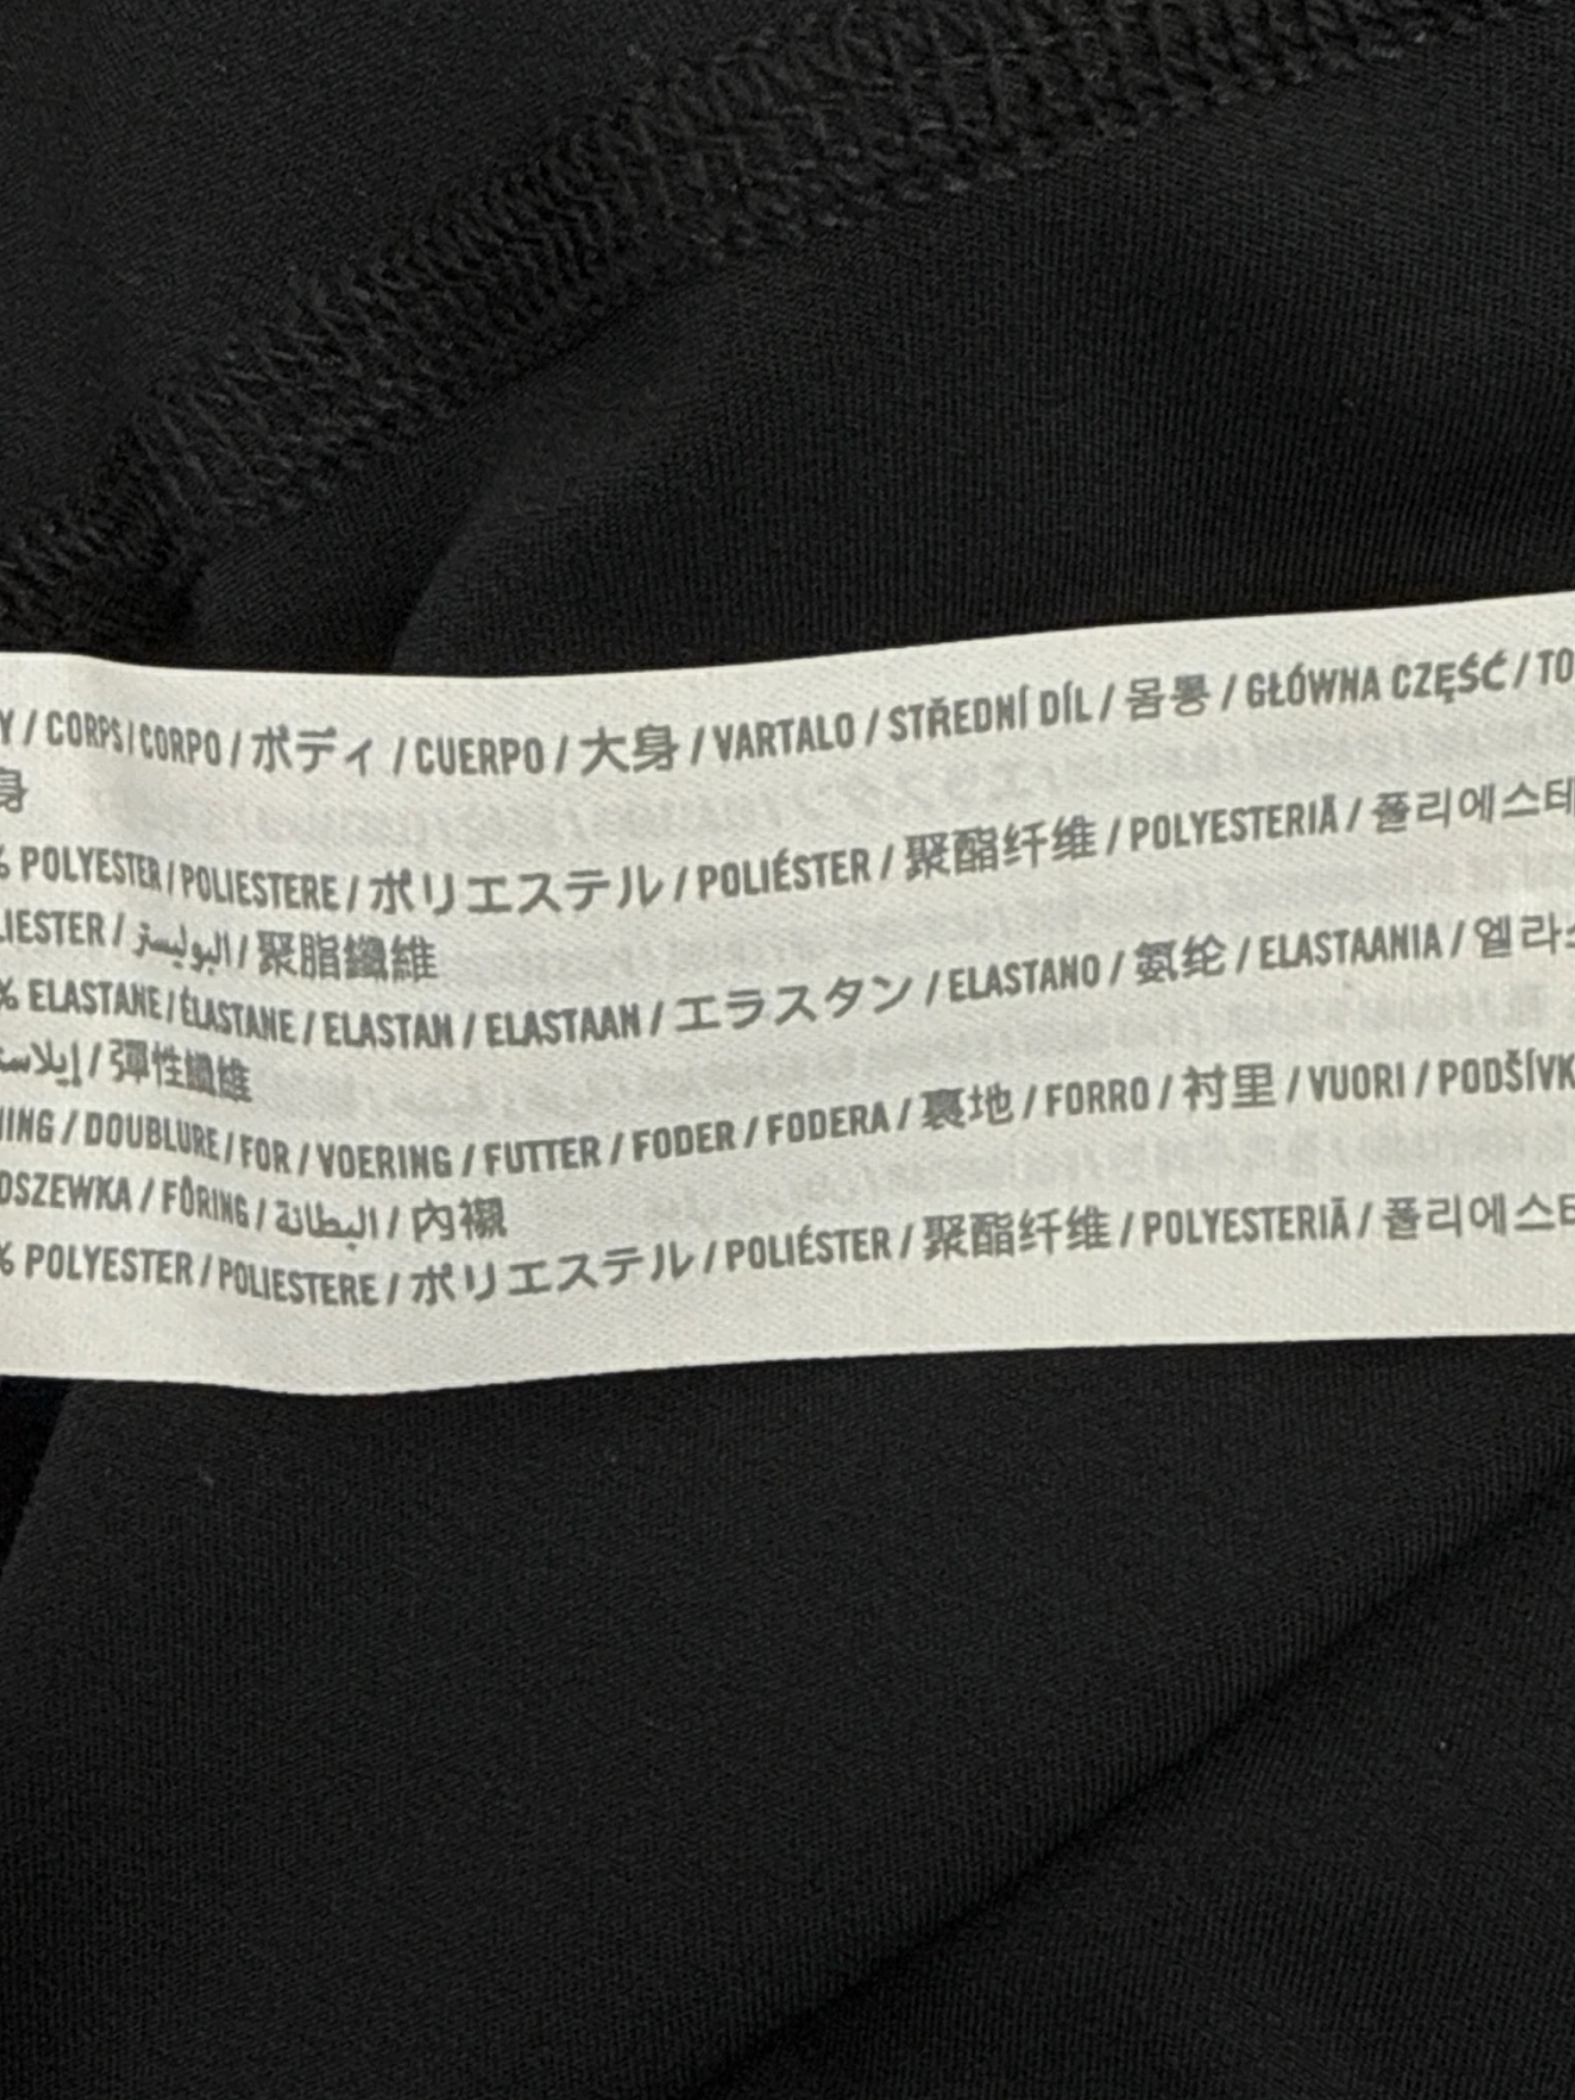 Y / CORPS / CORPO / ボディ / CUERPO / 大身 / VARTALO / STŘEDNÍ DÍL / 몸통 / GŁÓWNA CZĘŚĆ / TO
身
% POLYESTER / POLIESTERE / ポリエステル / POLIÉSTER / 聚酯纤维 / POLYESTERIÄ / 폴리에스테
LIESTER / البوليستر / 聚脂纖維
% ELASTANE / ÉLASTANE / ELASTAN / ELASTAAN / エラスタン / ELASTANO / 氨纶 / ELASTAANIA / 엘라스
إيلاست / 彈性纖維
NING / DOUBLURE / FOR / VOERING / FUTTER / FODER / FODERA / 裏地 / FORRO / 衬里 / VUORI / PODŠÍVK
DSZEWKA / FÔRING / البطانة / 內襯
% POLYESTER / POLIESTERE / ポリエステル / POLIÉSTER / 聚酯纤维 / POLYESTERIÄ / 폴리에스테